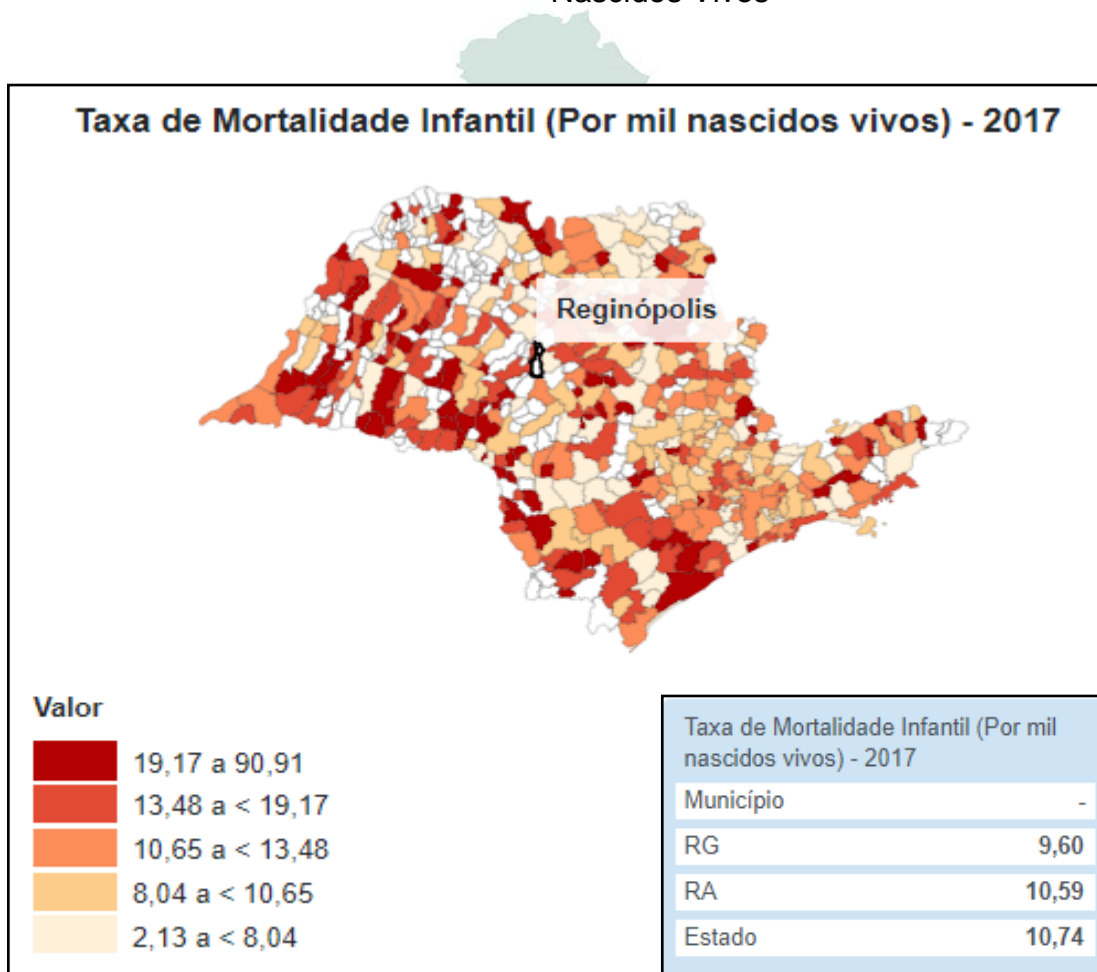 Nascidos Vivos
Taxa de Mortalidade Infantil (Por mil nascidos vivos) - 2017
Reginópolis
Valor
19,17 a 90,91
13,48 a < 19,17
10,65 a < 13,48
8,04 a < 10,65
2,13 a < 8,04
Taxa de Mortalidade Infantil (Por mil
nascidos vivos) - 2017
Município -
RG 9,60
RA 10,59
Estado 10,74